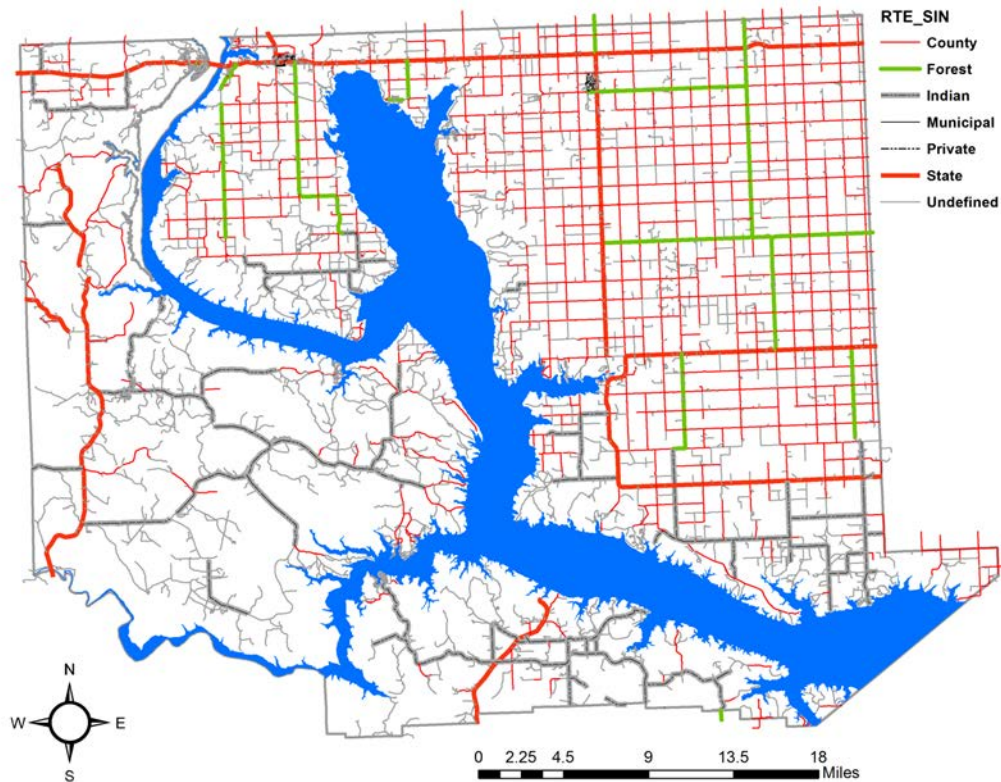 RTE_SIN
County
Forest
Indian
Municipal
Private
State
Undefined
N
W E
S
0 2.25 4.5 9 13.5 18
Miles